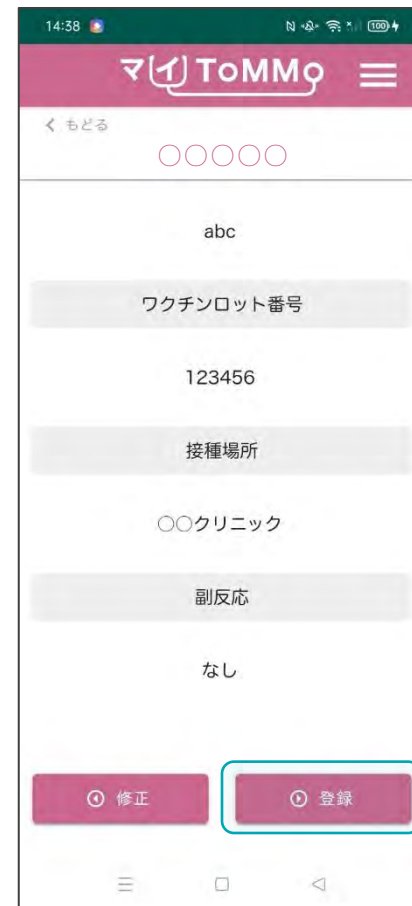 14:38 100
マイToMMo
もどる
○○○○○
abc
ワクチンロット番号
123456
接種場所
○○クリニック
副反応
なし
修正 登録